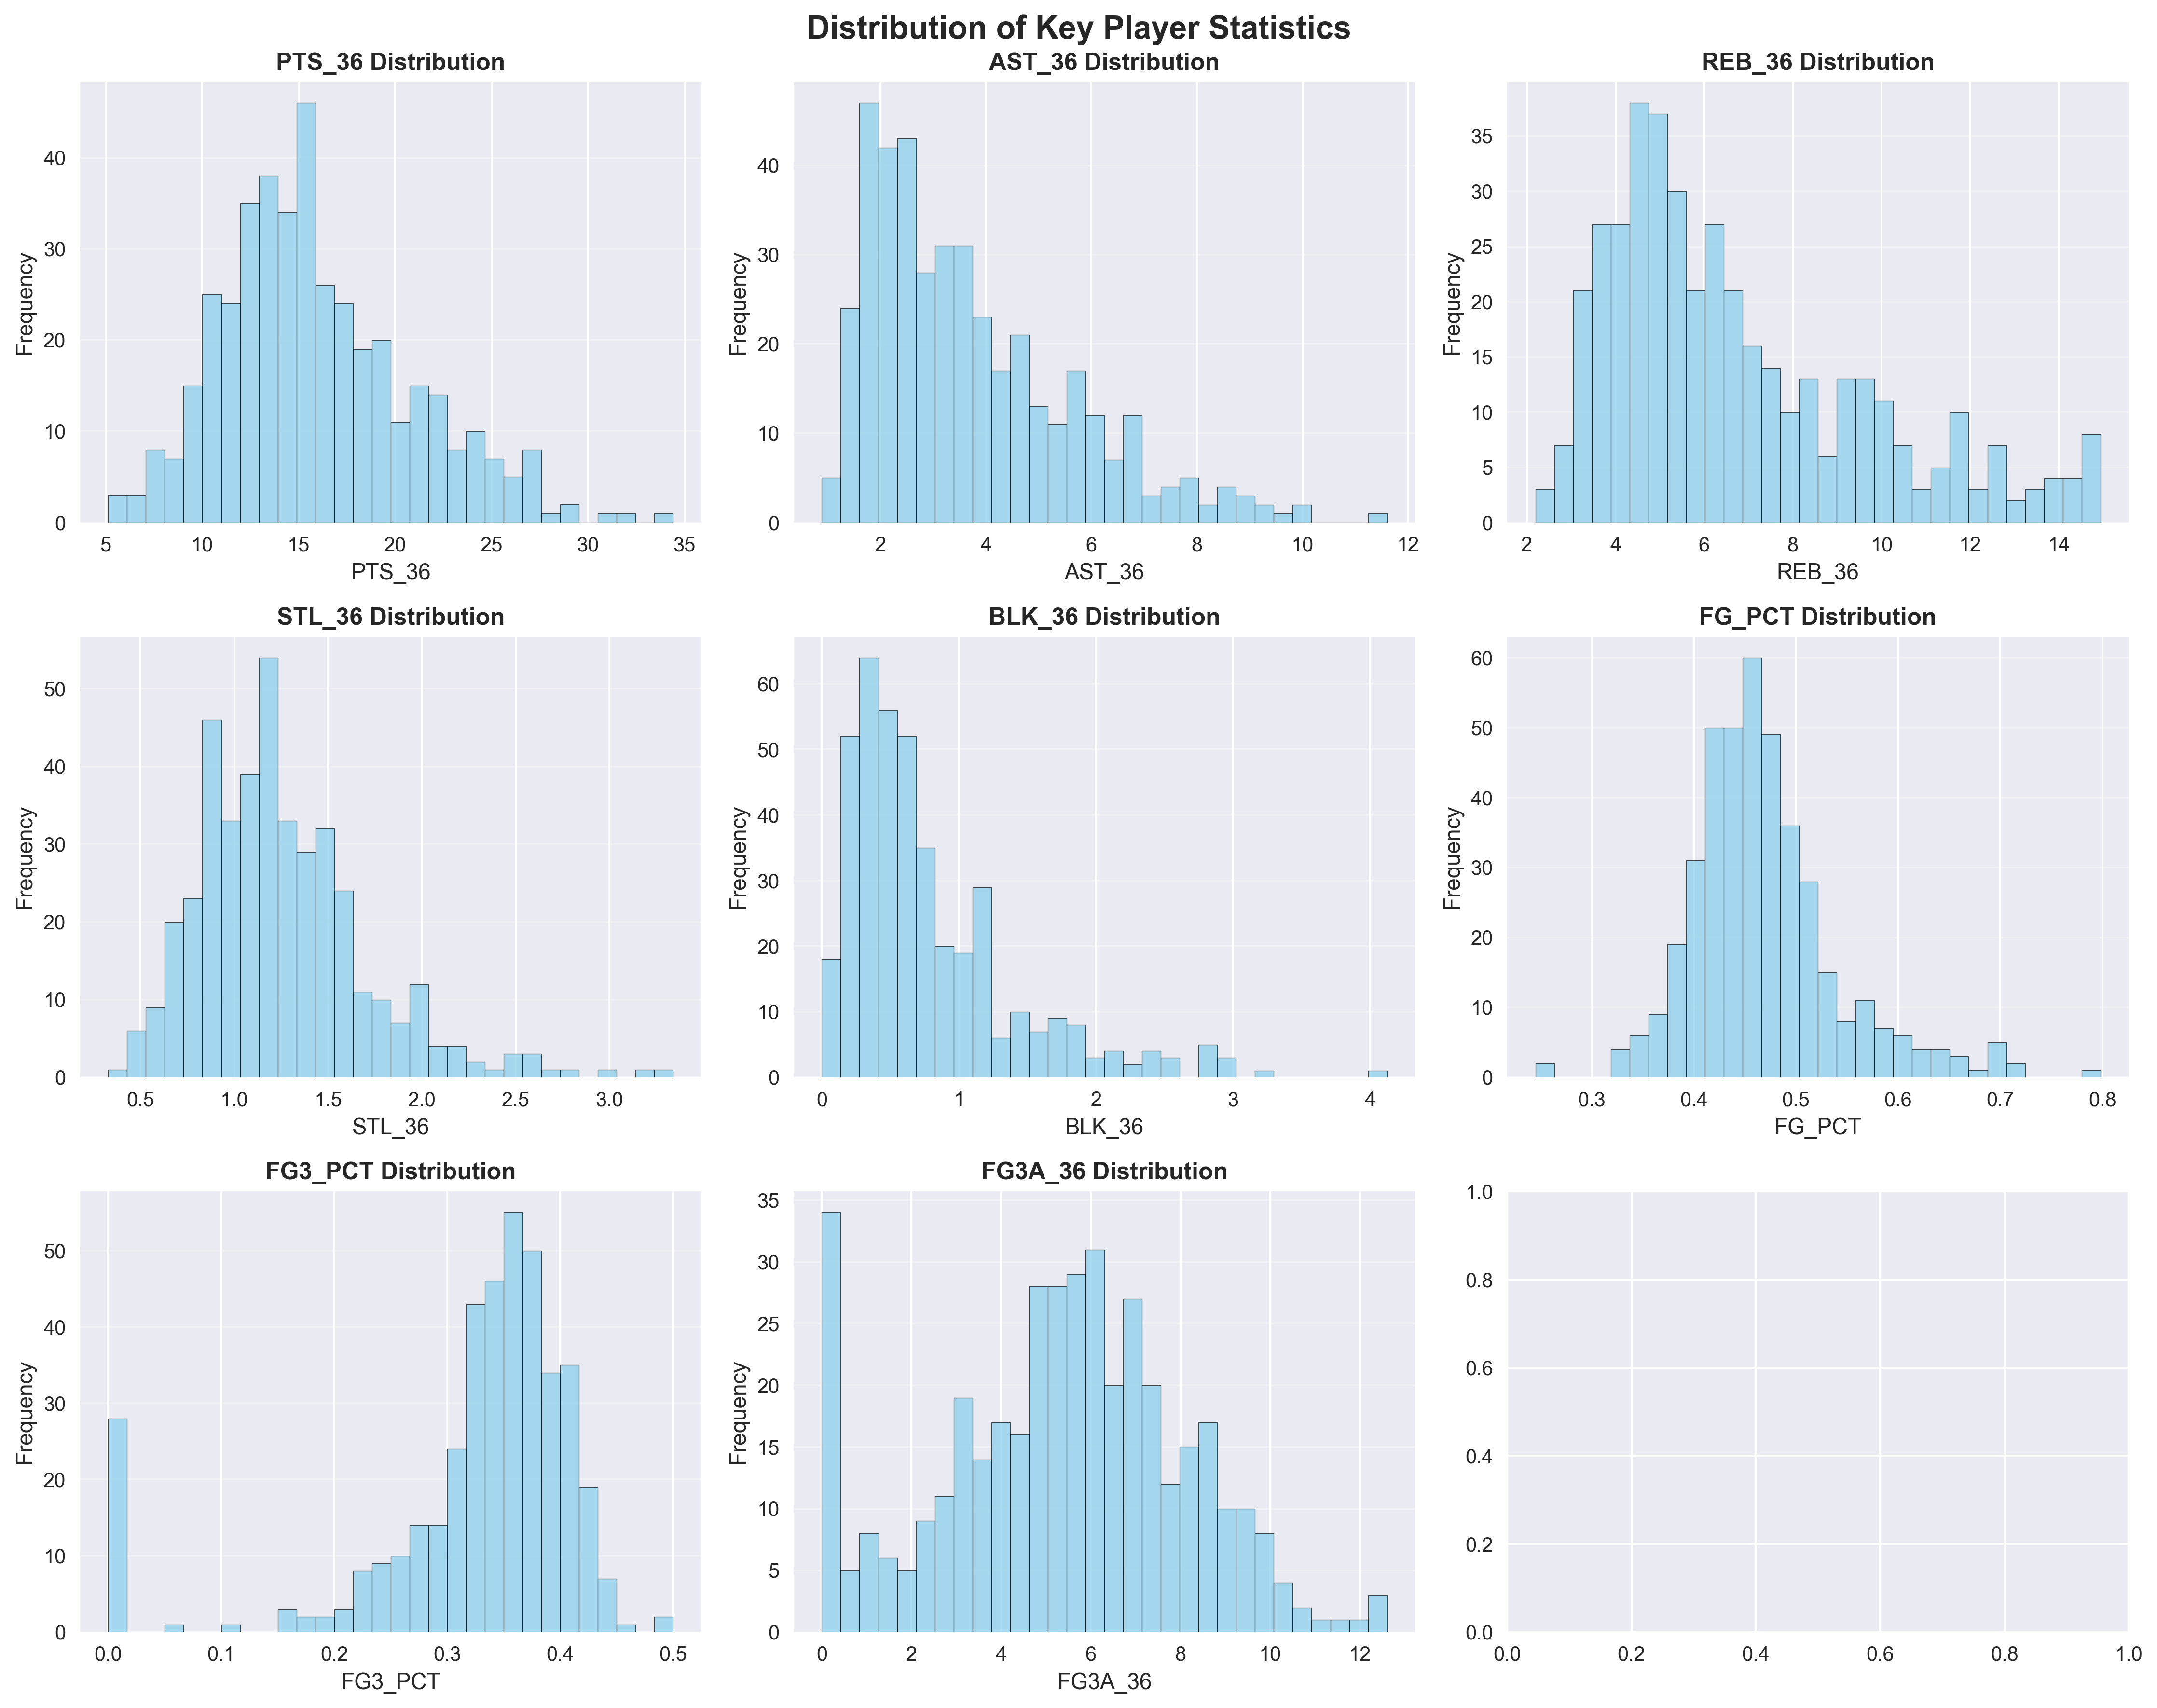 Distribution of Key Player Statistics
PTS_36 Distribution
Frequency
40
30
20
10
0
5 10 15 20 25 30 35
PTS_36
AST_36 Distribution
Frequency
40
30
20
10
0
2 4 6 8 10 12
AST_36
REB_36 Distribution
Frequency
35
30
25
20
15
10
5
0
2 4 6 8 10 12 14
REB_36
STL_36 Distribution
Frequency
50
40
30
20
10
0
0.5 1.0 1.5 2.0 2.5 3.0
STL_36
BLK_36 Distribution
Frequency
60
50
40
30
20
10
0
0 1 2 3 4
BLK_36
FG_PCT Distribution
Frequency
60
50
40
30
20
10
0
0.3 0.4 0.5 0.6 0.7 0.8
FG_PCT
FG3_PCT Distribution
Frequency
50
40
30
20
10
0
0.0 0.1 0.2 0.3 0.4 0.5
FG3_PCT
FG3A_36 Distribution
Frequency
35
30
25
20
15
10
5
0
0 2 4 6 8 10 12
FG3A_36
1.0
0.8
0.6
0.4
0.2
0.0
0.0 0.2 0.4 0.6 0.8 1.0